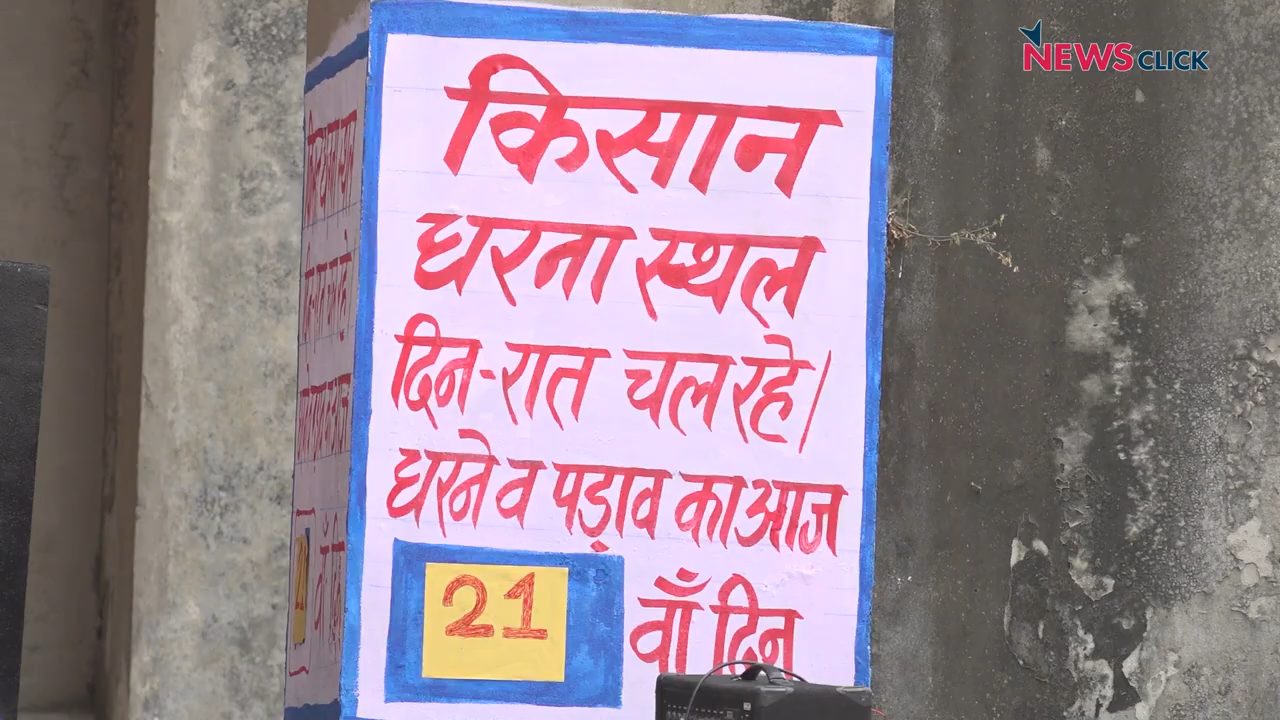 NEWSCLICK
किसान
धरना स्थल
दिन-रात चल रहे।
धरने व पड़ाव का आज
21 वाँ दिन